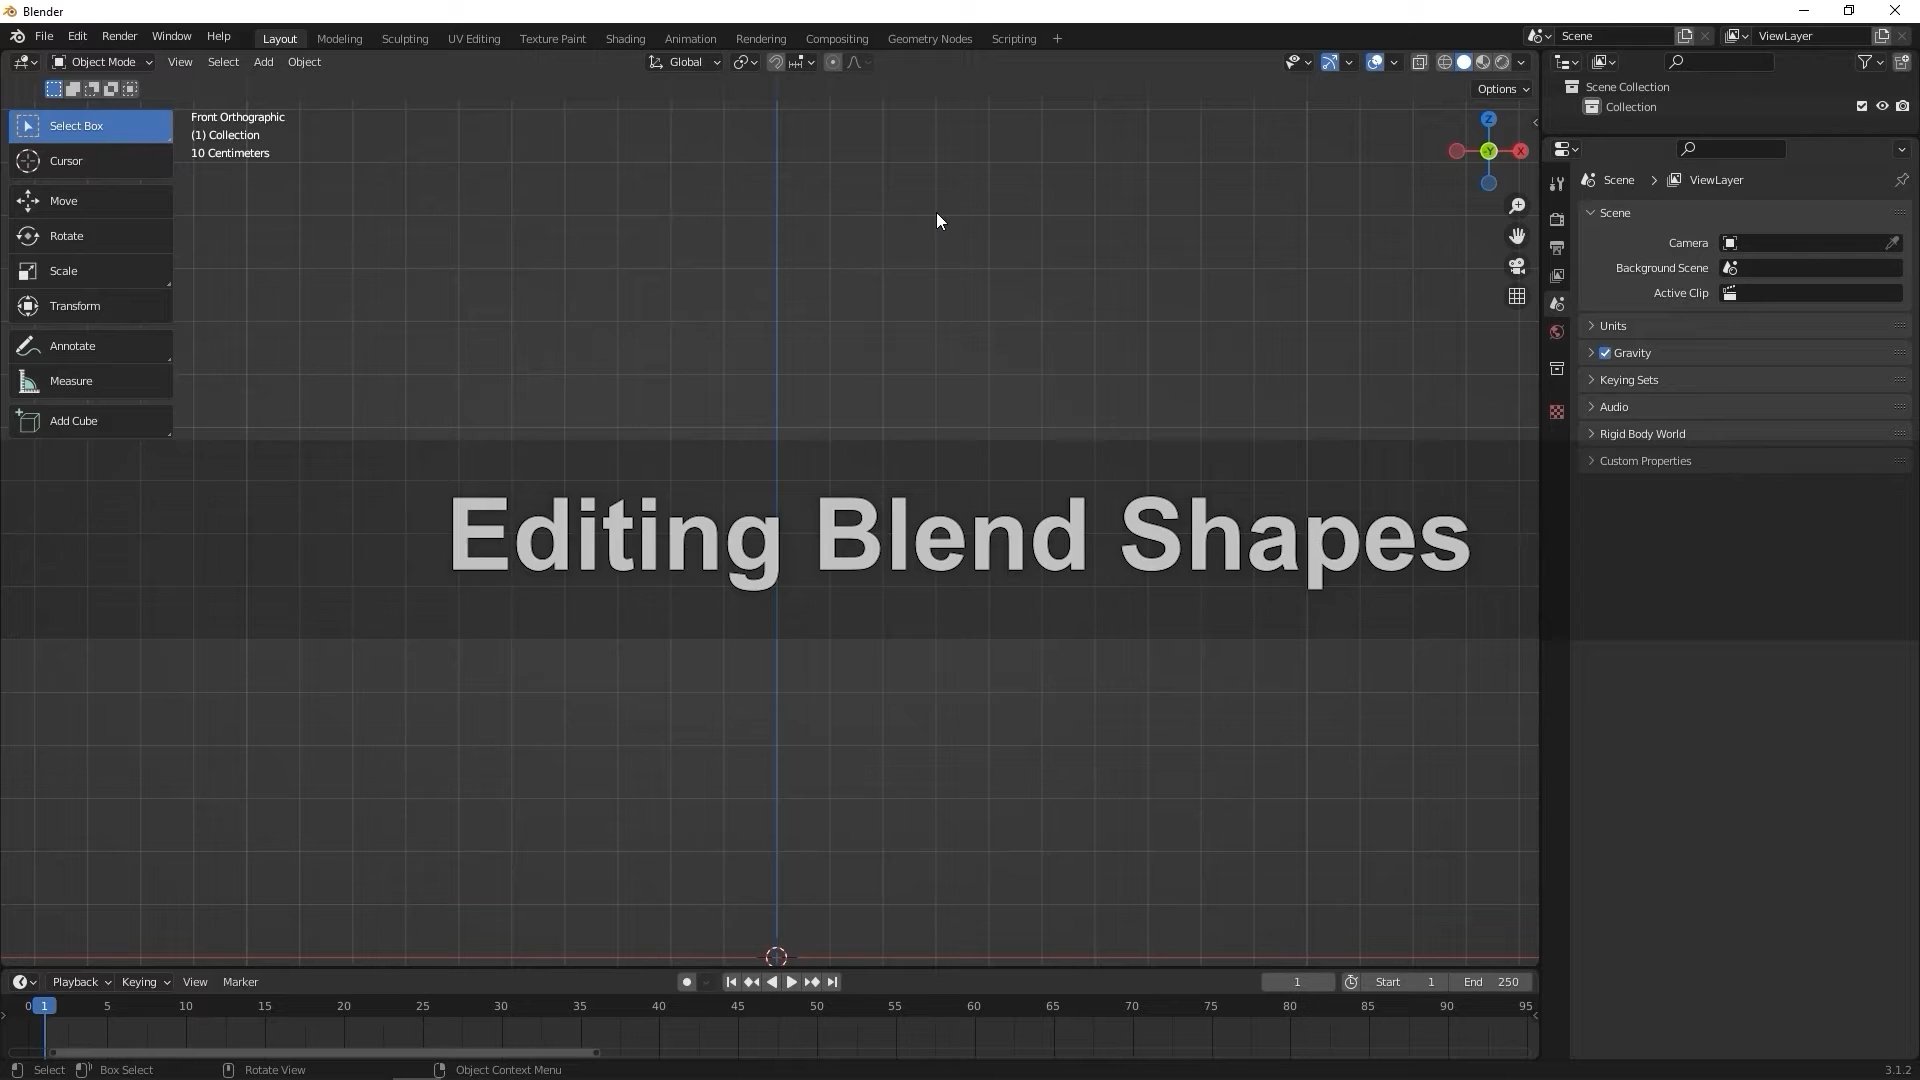 Blender
File Edit Render Window Help Layout Modeling Sculpting UV Editing Texture Paint Shading Animation Rendering Compositing Geometry Nodes Scripting + Scene ViewLayer
Object Mode View Select Add Object Global
Options
Scene Collection
Collection
Select Box
Cursor
Move
Rotate
Scale
Transform
Annotate
Measure
Add Cube
Front Orthographic
(1) Collection
10 Centimeters
Z
-Y X
Scene > ViewLayer
Scene
Camera
Background Scene
Active Clip
Units
Gravity
Keying Sets
Audio
Rigid Body World
Custom Properties
Editing Blend Shapes
Playback Keying View Marker 1 Start 1 End 250
0 1 5 10 15 20 25 30 35 40 45 50 55 60 65 70 75 80 85 90 95
Select Box Select Rotate View Object Context Menu 3.1.2